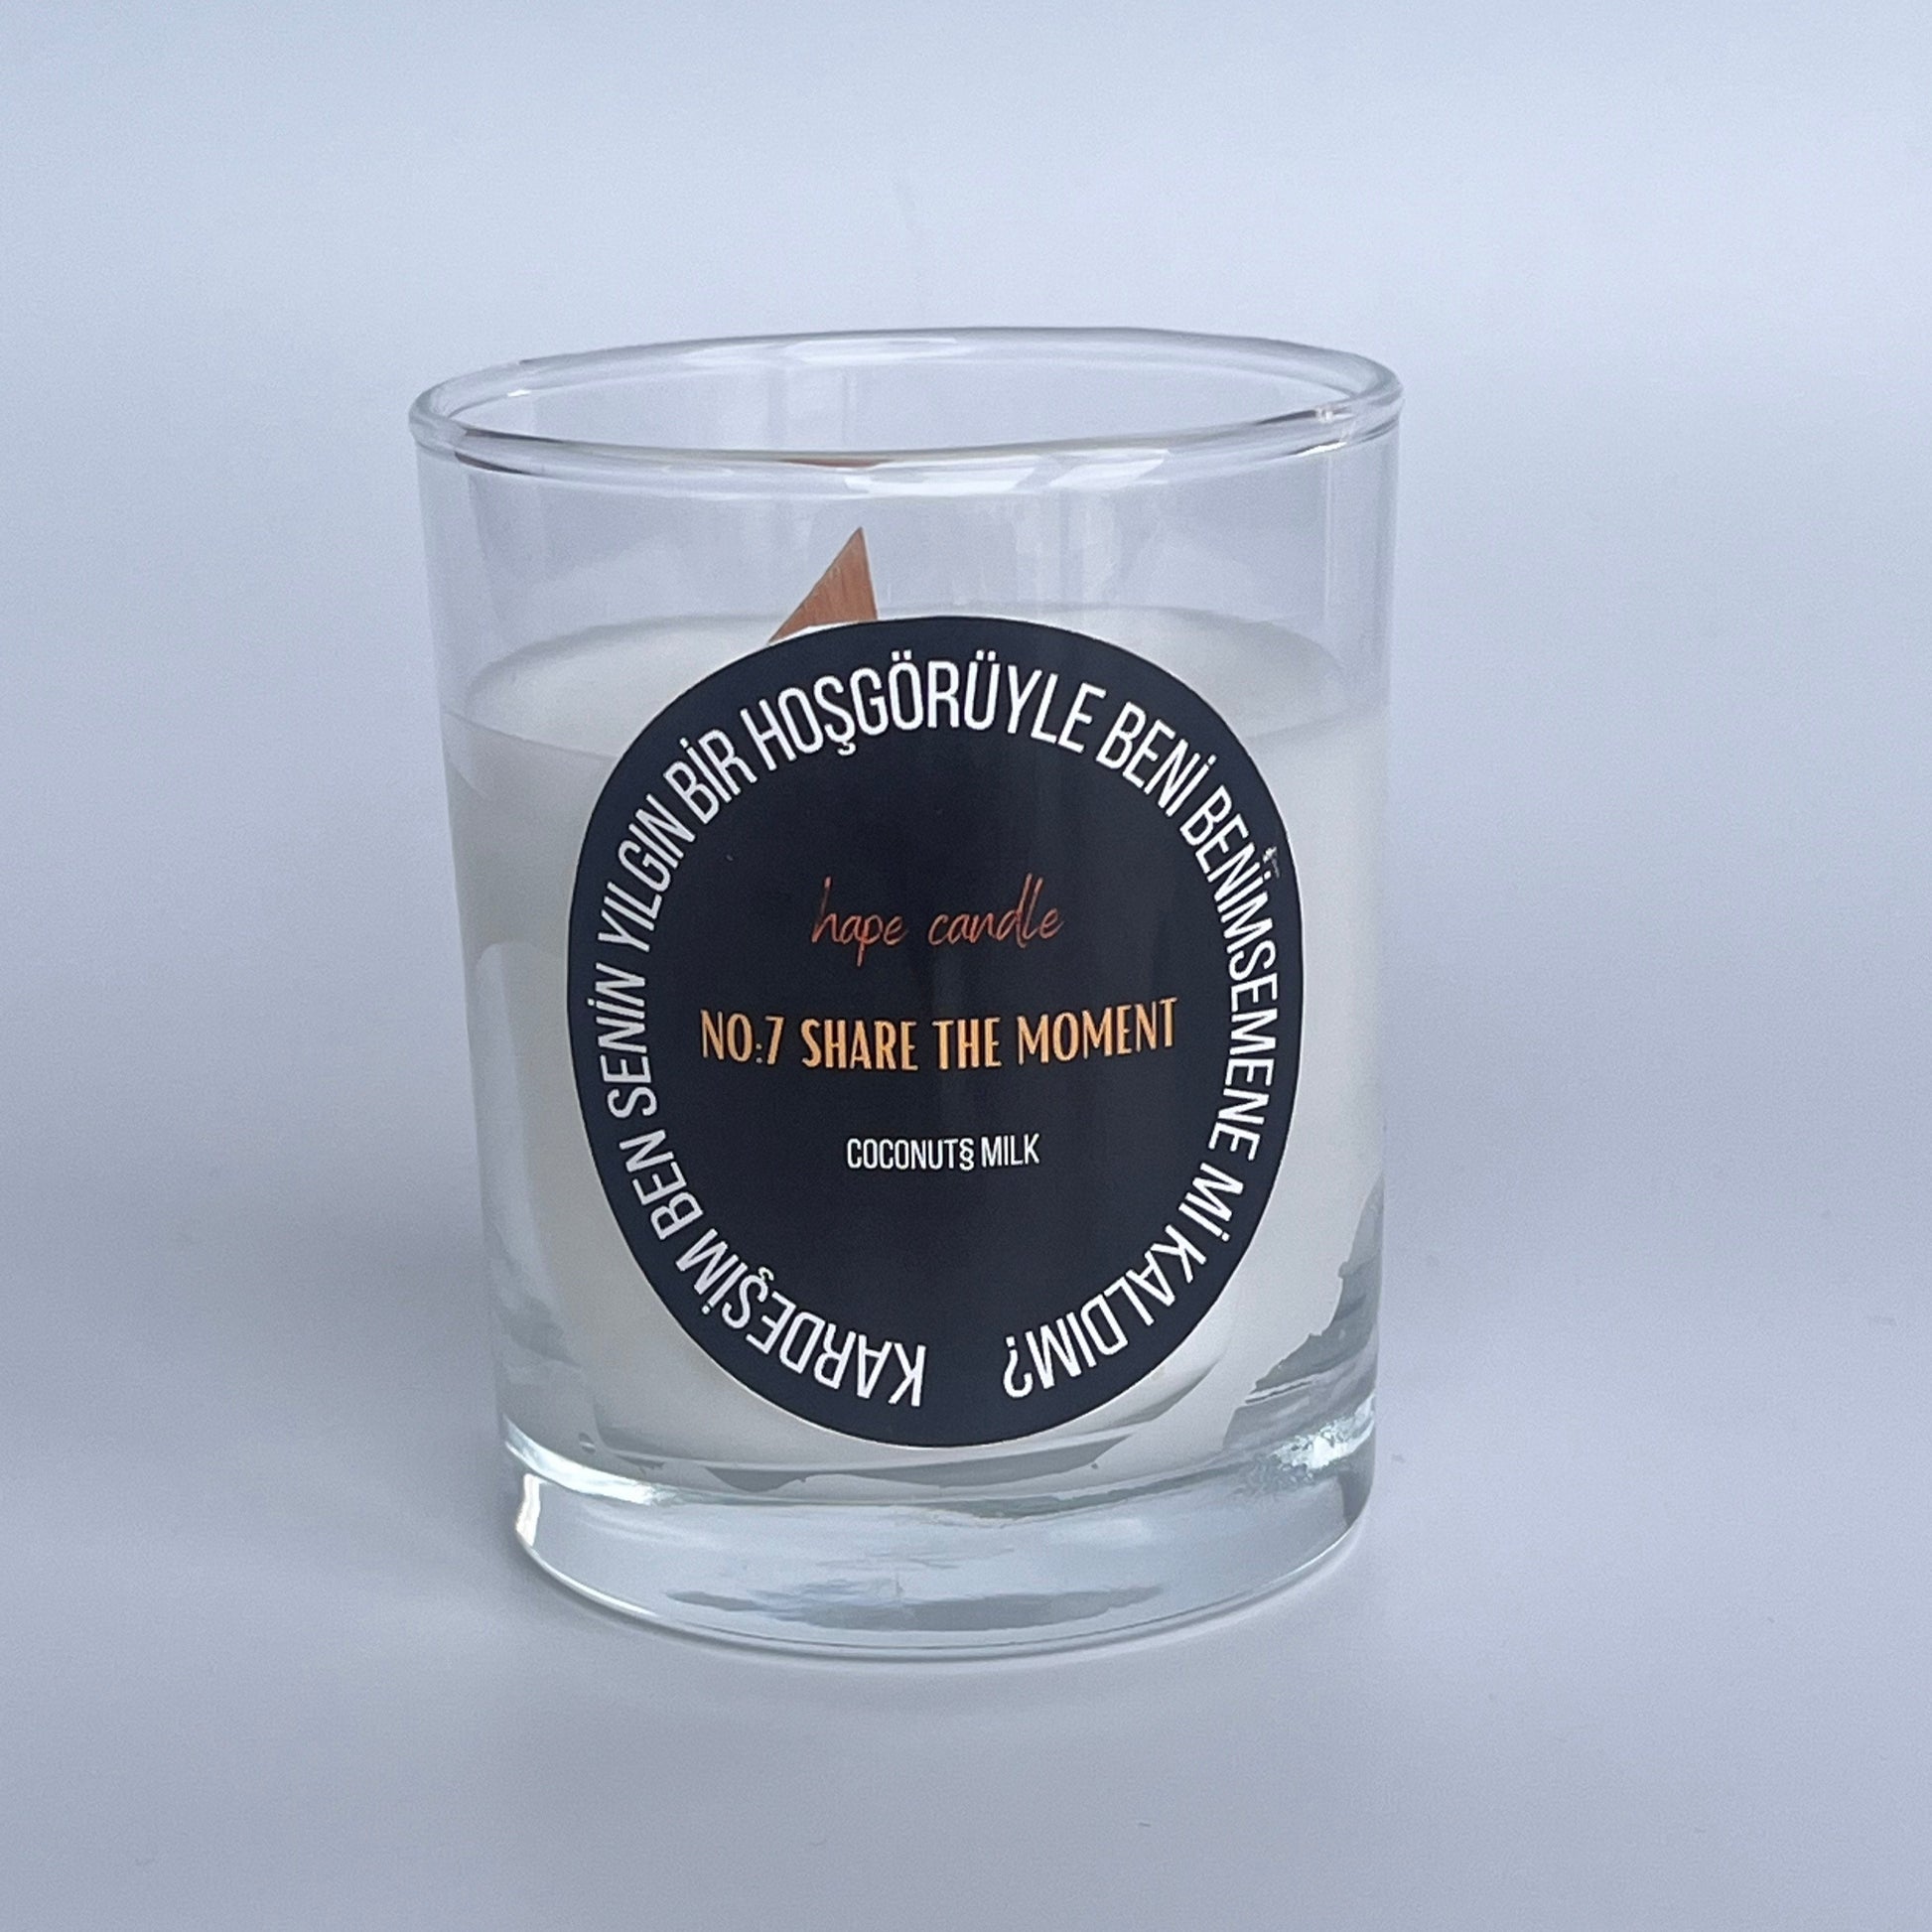 KARDEŞİM BEN SENİN YILGIN BİR HOŞGÖRÜYLE BENİ BENİMSEMENE Mİ KALDIM?
hape candle
NO:7 SHARE THE MOMENT
COCONUT§ MILK